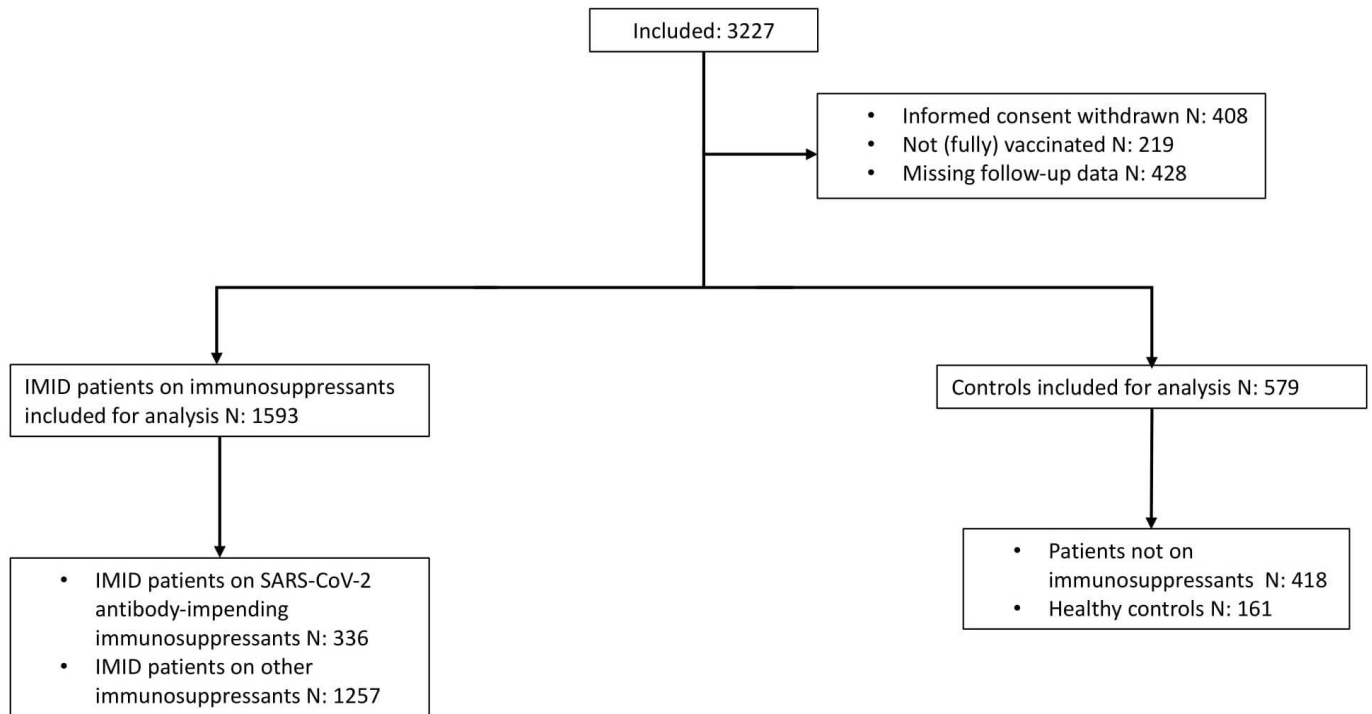 Included: 3227
• Informed consent withdrawn N: 408
• Not (fully) vaccinated N: 219
• Missing follow-up data N: 428
IMID patients on immunosuppressants
included for analysis N: 1593
Controls included for analysis N: 579
• IMID patients on SARS-CoV-2
antibody-impending
immunosuppressants N: 336
• IMID patients on other
immunosuppressants N: 1257
• Patients not on
immunosuppressants N: 418
• Healthy controls N: 161